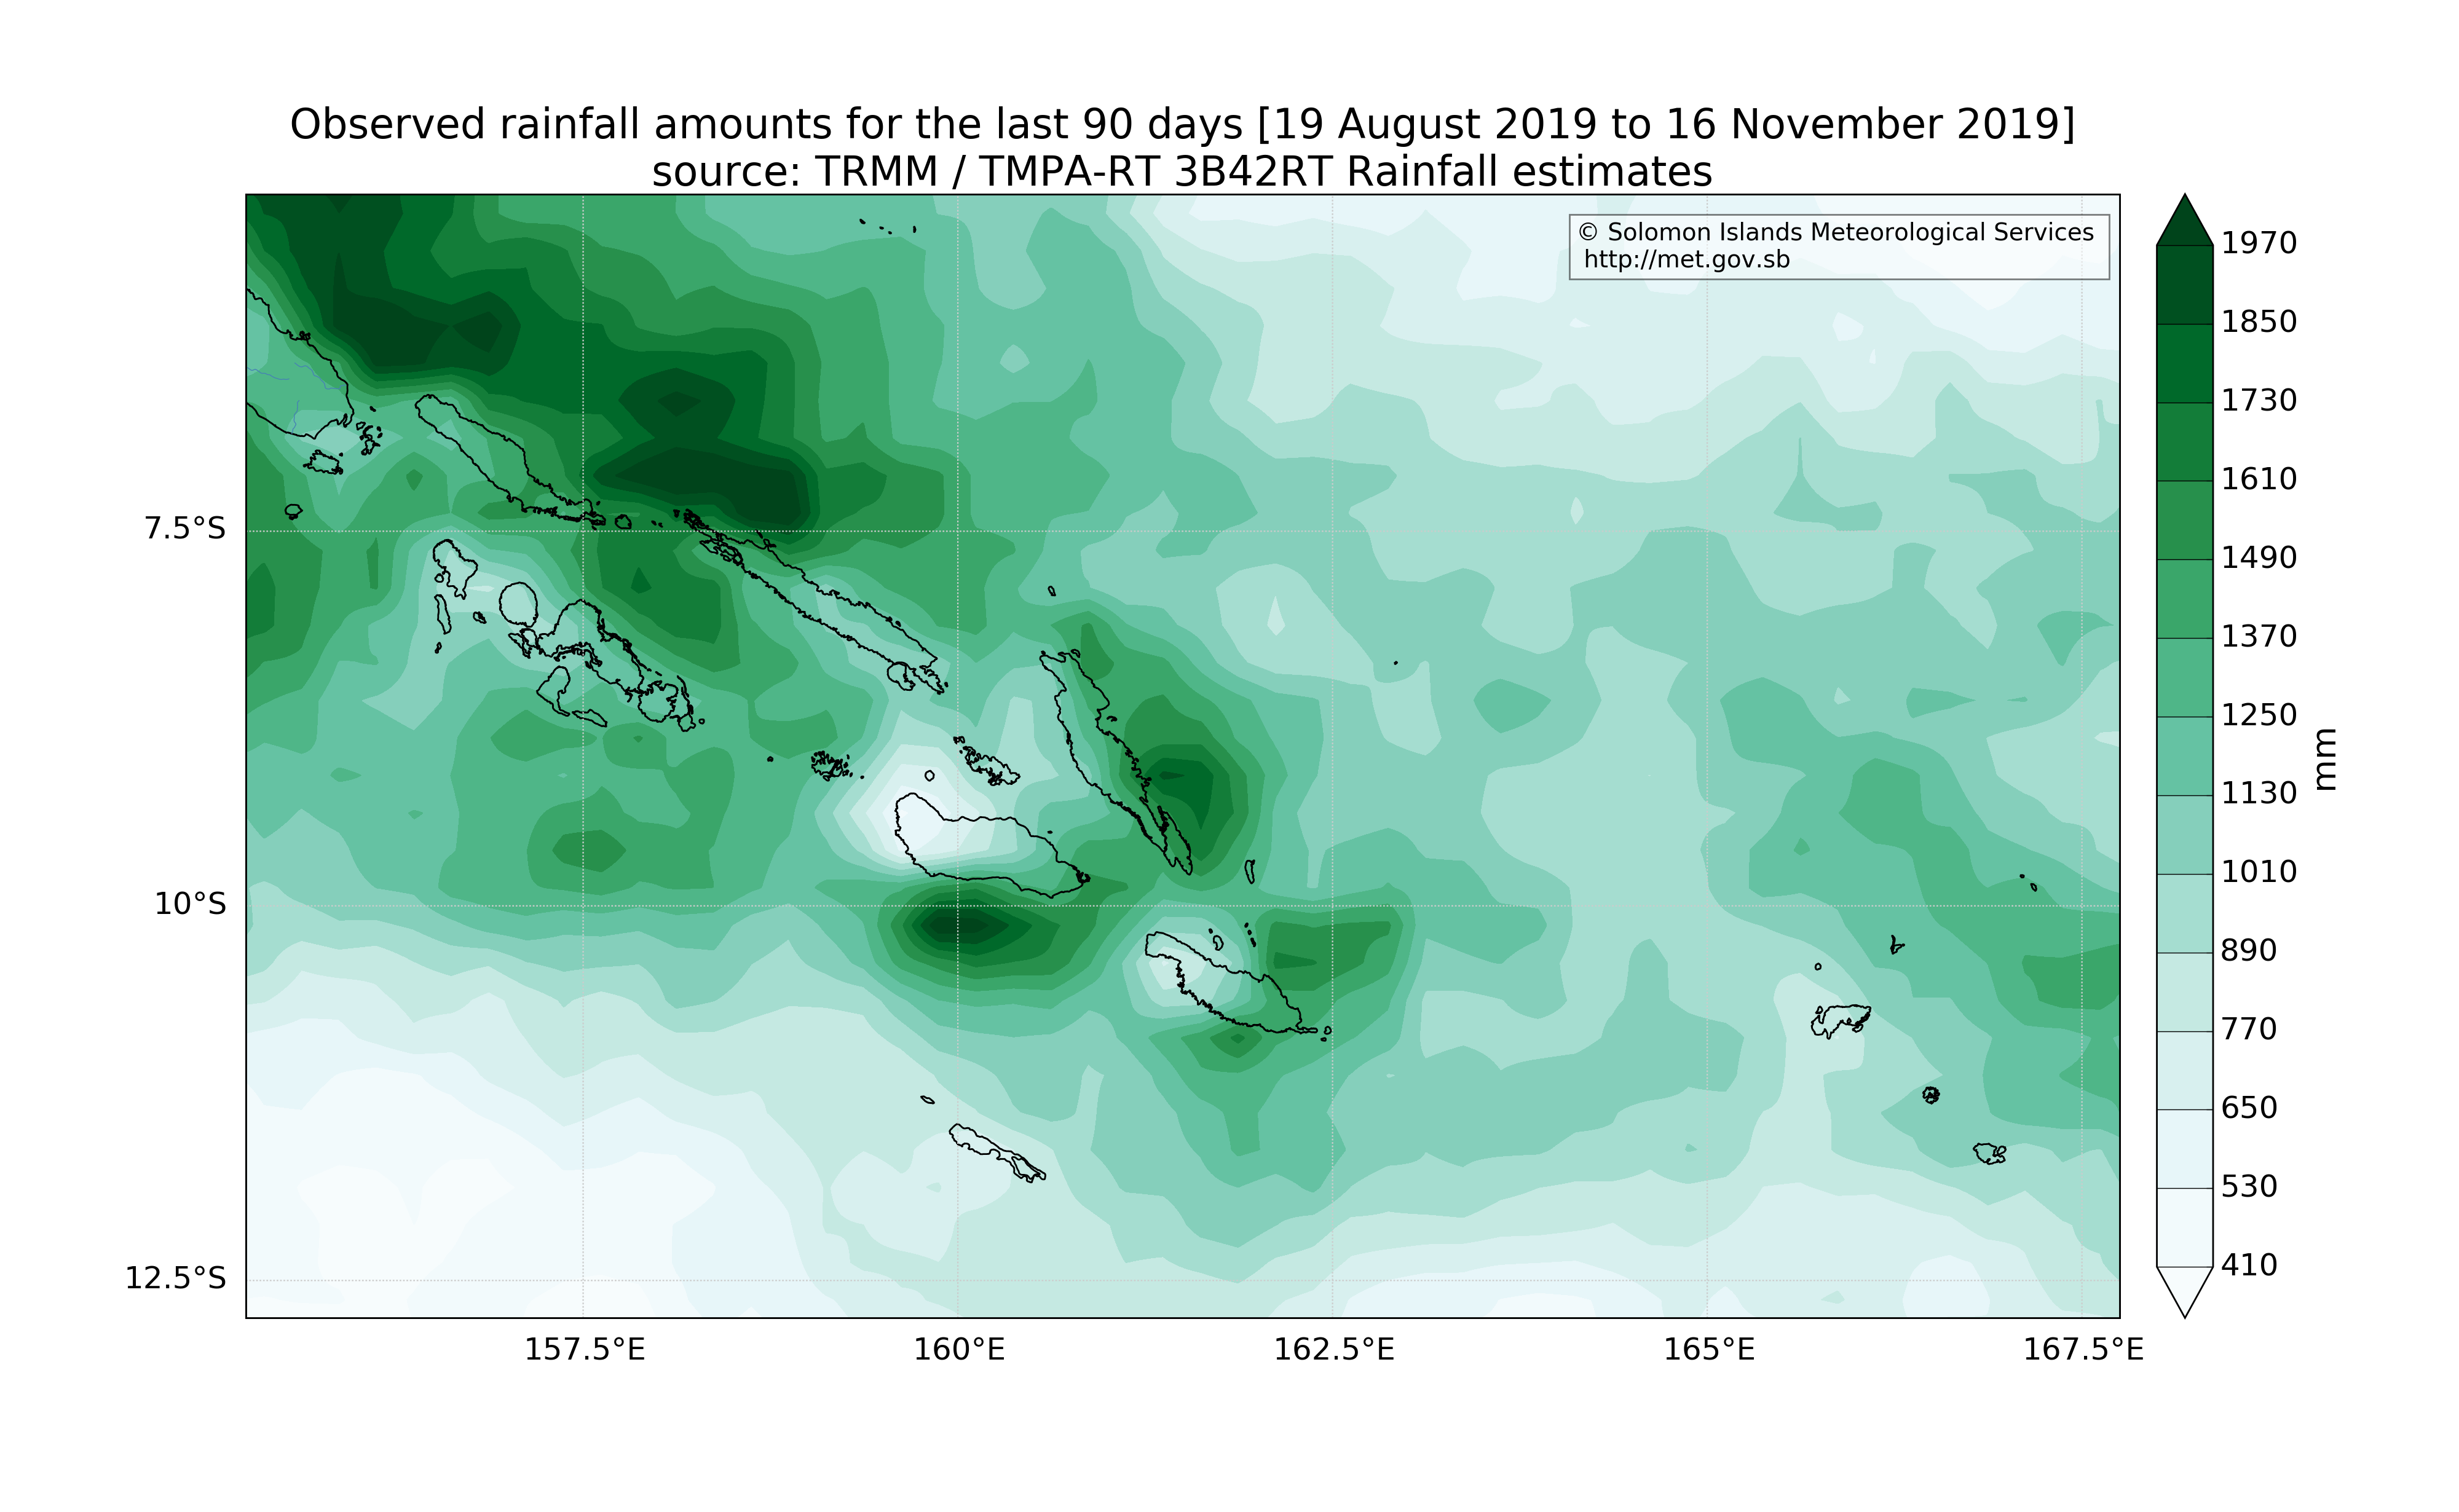 Observed rainfall amounts for the last 90 days [19 August 2019 to 16 November 2019]
source: TRMM / TMPA-RT 3B42RT Rainfall estimates
© Solomon Islands Meteorological Services
http://met.gov.sb
7.5°S
10°S
12.5°S
157.5°E
160°E
162.5°E
165°E
167.5°E
1970
1850
1730
1610
1490
1370
1250
1130
1010
890
770
650
530
410
mm